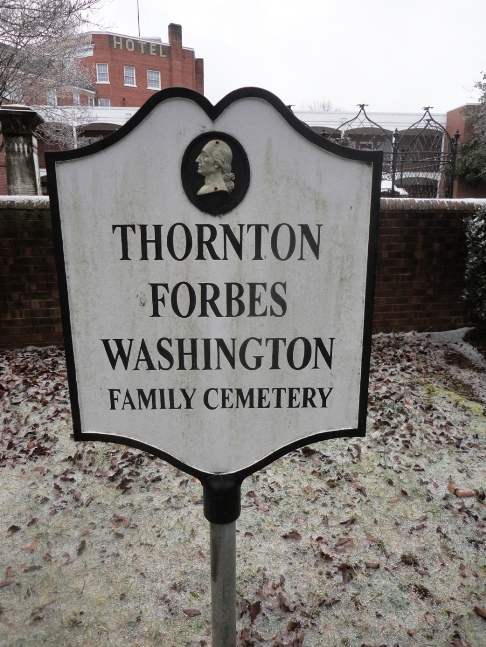 HOTEL
THORNTON
FORBES
WASHINGTON
FAMILY CEMETERY